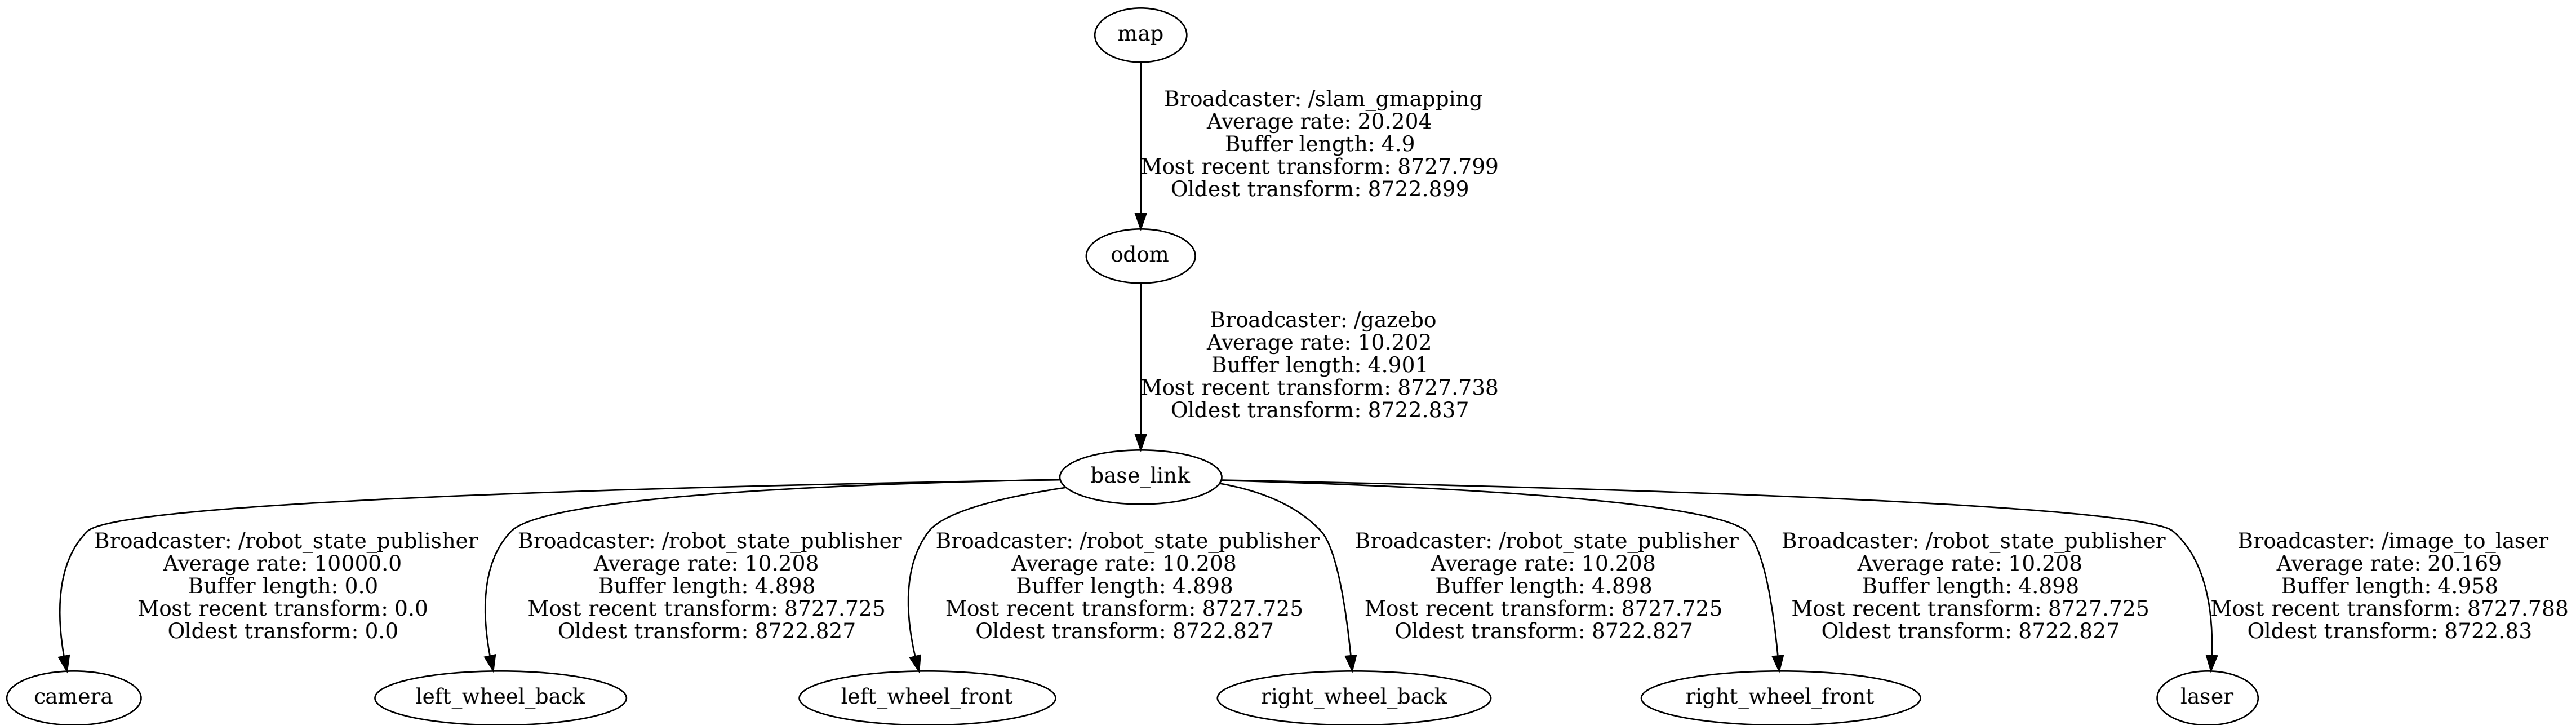 map
Broadcaster: /slam_gmapping
Average rate: 20.204
Buffer length: 4.9
Most recent transform: 8727.799
Oldest transform: 8722.899
odom
Broadcaster: /gazebo
Average rate: 10.202
Buffer length: 4.901
Most recent transform: 8727.738
Oldest transform: 8722.837
base_link
Broadcaster: /robot_state_publisher
Average rate: 10000.0
Buffer length: 0.0
Most recent transform: 0.0
Oldest transform: 0.0
Broadcaster: /robot_state_publisher
Average rate: 10.208
Buffer length: 4.898
Most recent transform: 8727.725
Oldest transform: 8722.827
Broadcaster: /robot_state_publisher
Average rate: 10.208
Buffer length: 4.898
Most recent transform: 8727.725
Oldest transform: 8722.827
Broadcaster: /robot_state_publisher
Average rate: 10.208
Buffer length: 4.898
Most recent transform: 8727.725
Oldest transform: 8722.827
Broadcaster: /robot_state_publisher
Average rate: 10.208
Buffer length: 4.898
Most recent transform: 8727.725
Oldest transform: 8722.827
Broadcaster: /image_to_laser
Average rate: 20.169
Buffer length: 4.958
Most recent transform: 8727.788
Oldest transform: 8722.83
camera
left_wheel_back
left_wheel_front
right_wheel_back
right_wheel_front
laser